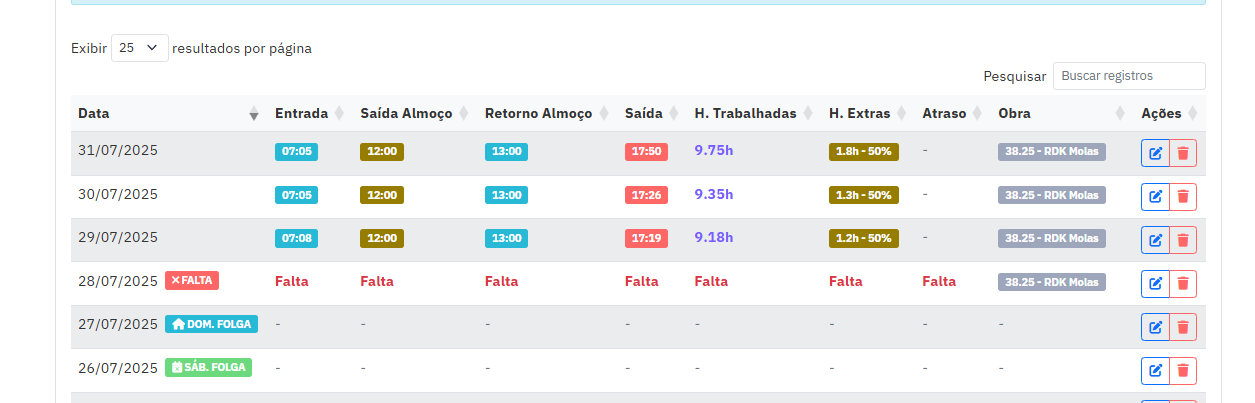 Exibir 25 resultados por página
Pesquisar Buscar registros
Data Entrada Saída Almoço Retorno Almoço Saída H. Trabalhadas H. Extras Atraso Obra Ações
31/07/2025 07:05 12:00 13:00 17:50 9.75h 1.8h - 50% - 38.25 - RDK Molas
30/07/2025 07:05 12:00 13:00 17:26 9.35h 1.3h - 50% - 38.25 - RDK Molas
29/07/2025 07:08 12:00 13:00 17:19 9.18h 1.2h - 50% - 38.25 - RDK Molas
28/07/2025 FALTA Falta Falta Falta Falta Falta Falta Falta 38.25 - RDK Molas
27/07/2025 DOM. FOLGA - - - - - - - -
26/07/2025 SÁB. FOLGA - - - - - - - -